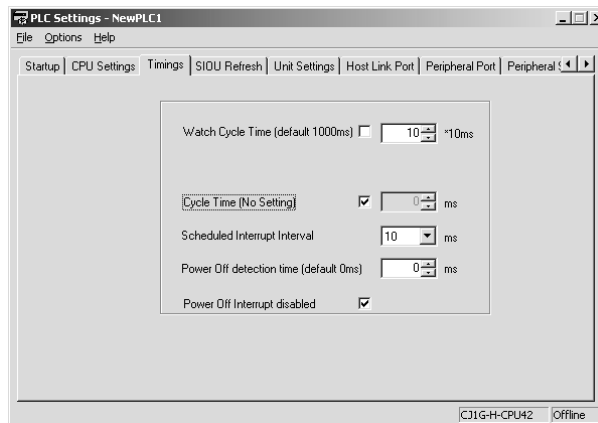 PLC Settings - NewPLC1
File Options Help
Startup CPU Settings Timings SIOU Refresh Unit Settings Host Link Port Peripheral Port Peripheral S
Watch Cycle Time (default 1000ms) 10 *10ms
Cycle Time (No Setting) 0 ms
Scheduled Interrupt Interval 10 ms
Power Off detection time (default 0ms) 0 ms
Power Off Interrupt disabled
CJ1G-H-CPU42 Offline